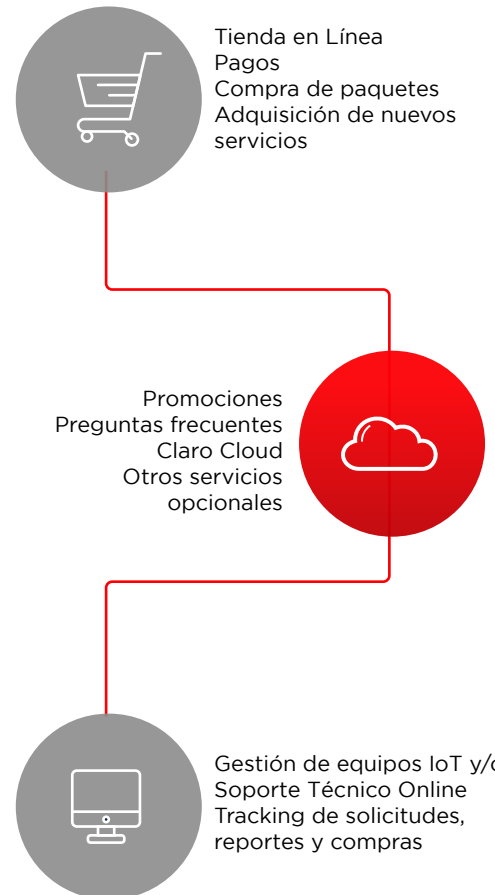 Tienda en Línea
Pagos
Compra de paquetes
Adquisición de nuevos
servicios
Promociones
Preguntas frecuentes
Claro Cloud
Otros servicios
opcionales
Gestión de equipos IoT
Soporte Técnico Online
Tracking de solicitudes,
reportes y compras